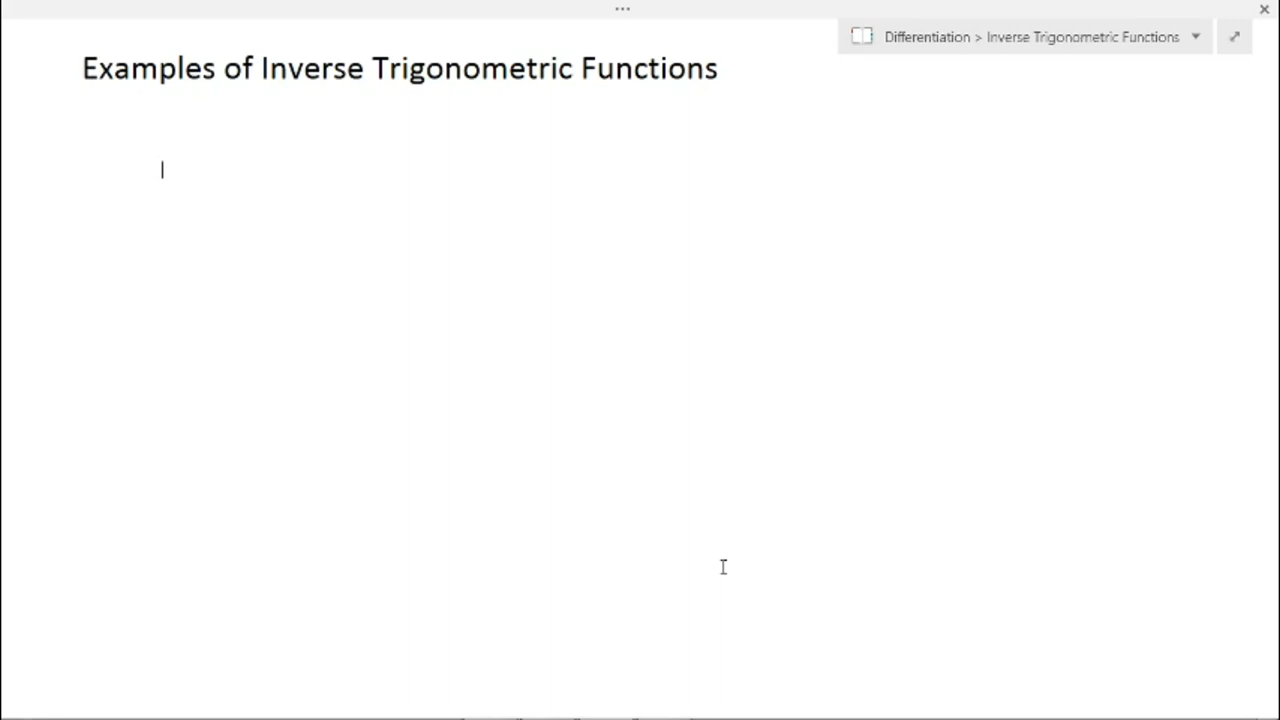 Differentiation > Inverse Trigonometric Functions
Examples of Inverse Trigonometric Functions